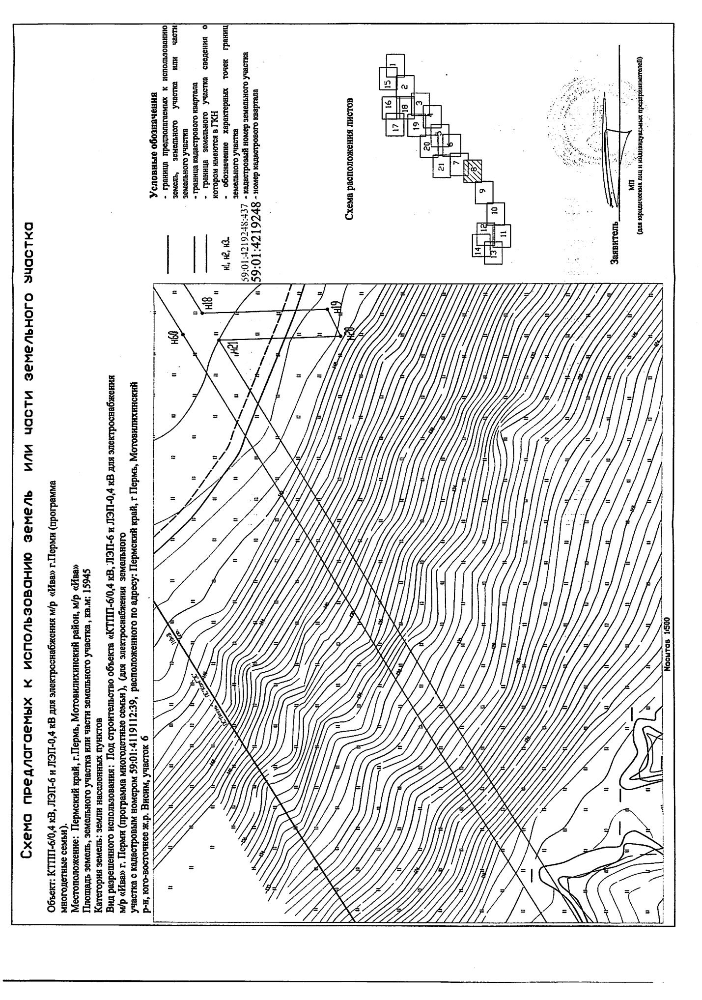 Схема предлагаемых к использованию земель или части земельного участка
Объект: КТПП-6/0,4 кВ, ЛЭП-6 и ЛЭП-0,4 кВ для электроснабжения м/р «Ива» г.Перми (программа
многодетные семьи).
Местоположение: Пермский край, г.Пермь, Мотовилихинский район, м/р «Ива»
Площадь земель, земельного участка или части земельного участка , кв.м: 15945
Категория земель: земли населенных пунктов
Вид разрешенного использования: Под строительство объекта «КТПП-6/0,4 кВ, ЛЭП-6 и ЛЭП-0,4 кВ для электроснабжения
м/р «Ива» г. Перми (программа многодетные семьи), (для электроснабжения земельного
участка с кадастровым номером 59:01:4119112:39, расположенного по адресу: Пермский край, г Пермь, Мотовилихинский
р-н, юго-восточнее ж.р. Висим, участок 6
Условные обозначения
- граница предполагаемых к использованию
земель, земельного участка или части
земельного участка
- граница кадастрового квартала
- граница земельного участка сведения о
котором имеются в ГКН
н1, н2, н3... - обозначение характерных точек границ
земельного участка
59:01:4219248:437 - кадастровый номер земельного участка
59:01:4219248 - номер кадастрового квартала
Схема расположения листов
1
15
2
16
18
3
17
19
4
5
20
6
21
7
8
9
10
12
11
14
13
Заявитель
МП
(для юридических лиц и индивидуальных предпринимателей)
н60
н18
н19
н20
н21
110кВ
Масштаб 1:500